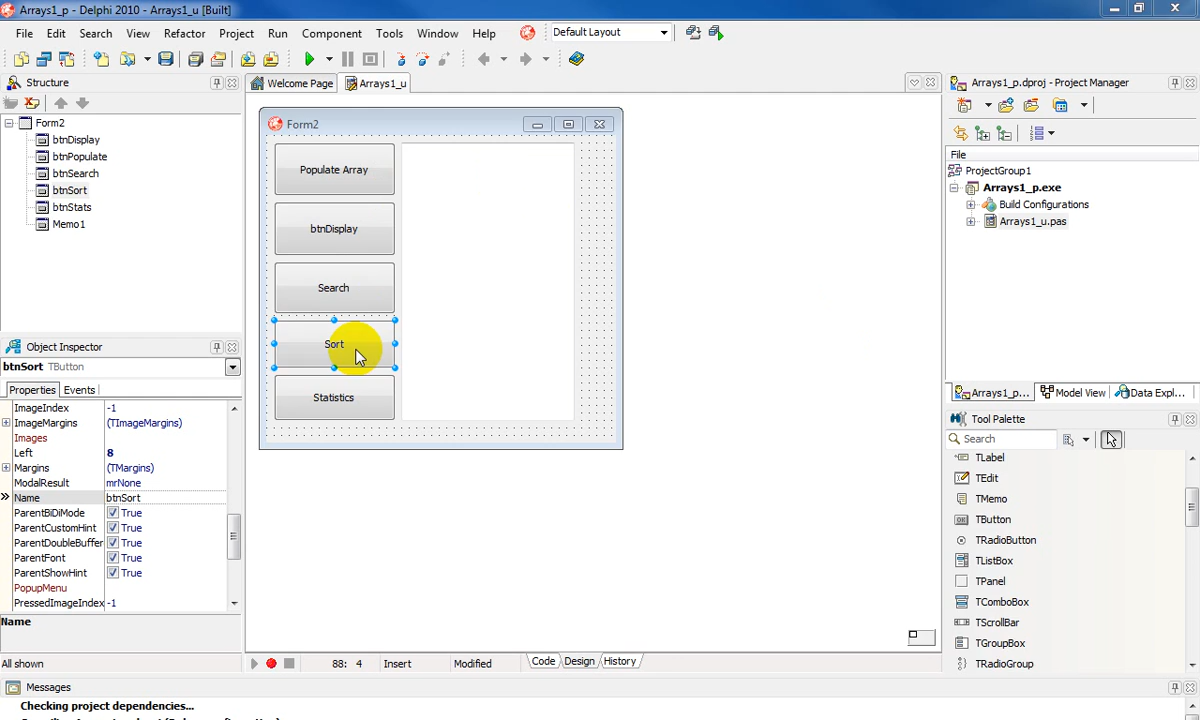 Arrays1_p - Delphi 2010 - Arrays1_u [Built]
File Edit Search View Refactor Project Run Component Tools Window Help Default Layout
Structure
Welcome Page Arrays1_u
Arrays1_p.dproj - Project Manager
Form2
btnDisplay
btnPopulate
btnSearch
btnSort
btnStats
Memo1
Form2
Populate Array
btnDisplay
Search
Sort
Statistics
File
ProjectGroup1
Arrays1_p.exe
Build Configurations
Arrays1_u.pas
Object Inspector
btnSort TButton
Properties Events
ImageIndex -1
ImageMargins (TImageMargins)
Images
Left 8
Margins (TMargins)
ModalResult mrNone
Name btnSort
ParentBiDiMode True
ParentCustomHint True
ParentDoubleBuffer True
ParentFont True
ParentShowHint True
PopupMenu
PressedImageIndex -1
Name
All shown
Arrays1_p... Model View Data Expl...
Tool Palette
Search
TLabel
TEdit
TMemo
TButton
TRadioButton
TListBox
TPanel
TComboBox
TScrollBar
TGroupBox
TRadioGroup
88: 4 Insert Modified Code Design History
Messages
Checking project dependencies...